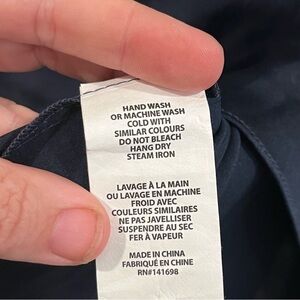 HAND WASH
OR MACHINE WASH
COLD WITH
SIMILAR COLOURS
DO NOT BLEACH
HANG DRY
STEAM IRON
LAVAGE À LA MAIN
OU LAVAGE EN MACHINE
FROID AVEC
COULEURS SIMILAIRES
NE PAS JAVELLISER
SUSPENDRE AU SEC
FER À VAPEUR
MADE IN CHINA
FABRIQUÉ EN CHINE
RN#141698